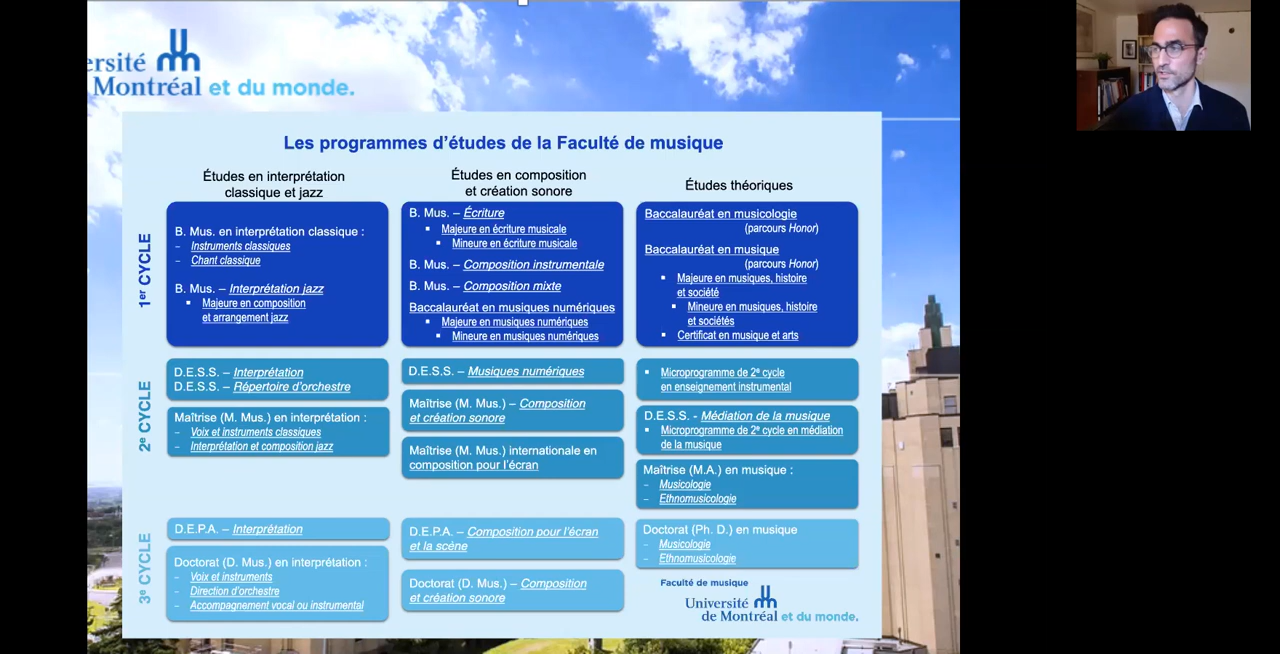 ersité
Montréal et du monde.
Les programmes d'études de la Faculté de musique
Études en interprétation
classique et jazz
Études en composition
et création sonore
Études théoriques
1er CYCLE
B. Mus. en interprétation classique :
– Instruments classiques
– Chant classique
B. Mus. – Interprétation jazz
▪ Majeure en composition
et arrangement jazz
B. Mus. – Écriture
▪ Majeure en écriture musicale
▪ Mineure en écriture musicale
B. Mus. – Composition instrumentale
B. Mus. – Composition mixte
Baccalauréat en musiques numériques
▪ Majeure en musiques numériques
▪ Mineure en musiques numériques
Baccalauréat en musicologie
(parcours Honor)
Baccalauréat en musique
(parcours Honor)
▪ Majeure en musiques, histoire
et société
▪ Mineure en musiques, histoire
et sociétés
▪ Certificat en musique et arts
2e CYCLE
D.E.S.S. – Interprétation
D.E.S.S. – Répertoire d'orchestre
Maîtrise (M. Mus.) en interprétation :
– Voix et instruments classiques
– Interprétation et composition jazz
D.E.S.S. – Musiques numériques
Maîtrise (M. Mus.) – Composition
et création sonore
Maîtrise (M. Mus.) internationale en
composition pour l'écran
▪ Microprogramme de 2e cycle
en enseignement instrumental
D.E.S.S. - Médiation de la musique
▪ Microprogramme de 2e cycle en médiation
de la musique
Maîtrise (M.A.) en musique :
– Musicologie
– Ethnomusicologie
3e CYCLE
D.E.P.A. – Interprétation
Doctorat (D. Mus.) en interprétation :
– Voix et instruments
– Direction d'orchestre
– Accompagnement vocal ou instrumental
D.E.P.A. – Composition pour l'écran
et la scène
Doctorat (D. Mus.) – Composition
et création sonore
Doctorat (Ph. D.) en musique
– Musicologie
– Ethnomusicologie
Faculté de musique
Université
de Montréal et du monde.